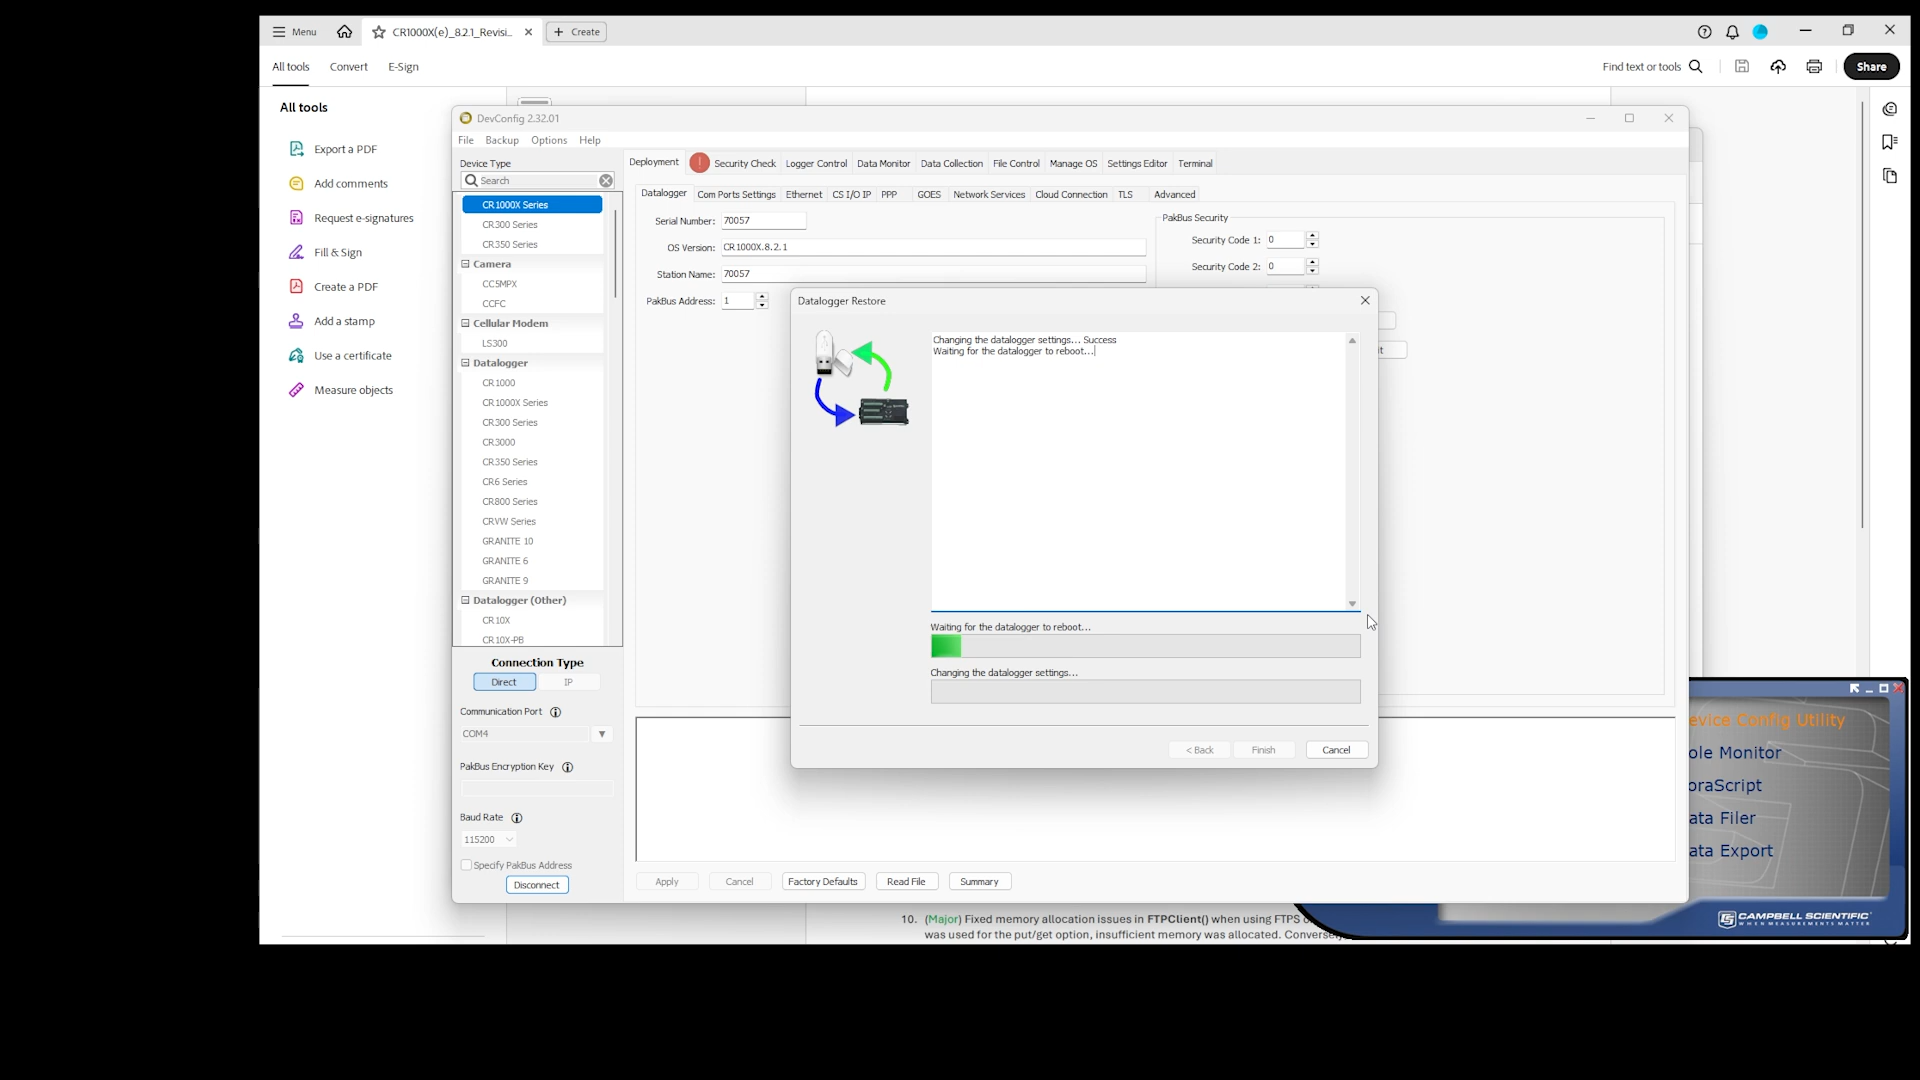 Menu
CR1000X(e)_8.2.1_Revisi...
Create
All tools
Convert
E-Sign
Find text or tools
Share
All tools
Export a PDF
Add comments
Request e-signatures
Fill & Sign
Create a PDF
Add a stamp
Use a certificate
Measure objects
DevConfig 2.32.01
File
Backup
Options
Help
Device Type
Search
CR1000X Series
CR300 Series
CR350 Series
Camera
CC5MPX
CCFC
Cellular Modem
LS300
Datalogger
CR1000
CR1000X Series
CR300 Series
CR3000
CR350 Series
CR6 Series
CR800 Series
CRVW Series
GRANITE 10
GRANITE 6
GRANITE 9
Datalogger (Other)
CR10X
CR10X-PB
Connection Type
Direct
IP
Communication Port
COM4
PakBus Encryption Key
Baud Rate
115200
Specify PakBus Address
Disconnect
Deployment
Security Check
Logger Control
Data Monitor
Data Collection
File Control
Manage OS
Settings Editor
Terminal
Datalogger
Com Ports Settings
Ethernet
CS I/O IP
PPP
GOES
Network Services
Cloud Connection
TLS
Advanced
Serial Number: 70057
OS Version: CR1000X.8.2.1
Station Name: 70057
PakBus Address: 1
PakBus Security
Security Code 1: 0
Security Code 2: 0
Datalogger Restore
Changing the datalogger settings... Success
Waiting for the datalogger to reboot...
Waiting for the datalogger to reboot...
Changing the datalogger settings...
< Back
Finish
Cancel
Apply
Cancel
Factory Defaults
Read File
Summary
evice Config Utility
ole Monitor
oraScript
ata Filer
ata Export
CAMPBELL SCIENTIFIC
WHEN MEASUREMENTS MATTER
10. (Major) Fixed memory allocation issues in FTPClient() when using FTPS
was used for the put/get option, insufficient memory was allocated. Conversely